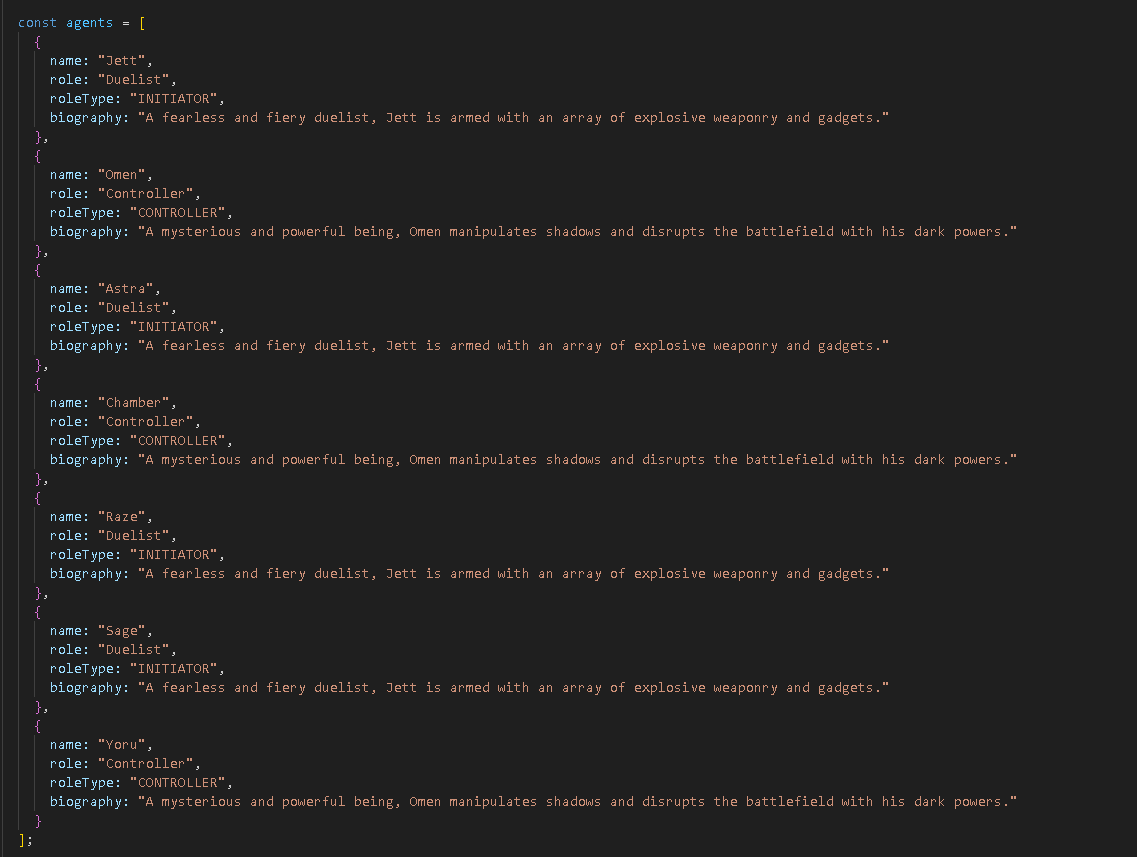 const agents = [
{
name: "Jett",
role: "Duelist",
roleType: "INITIATOR",
biography: "A fearless and fiery duelist, Jett is armed with an array of explosive weaponry and gadgets."
},
{
name: "Omen",
role: "Controller",
roleType: "CONTROLLER",
biography: "A mysterious and powerful being, Omen manipulates shadows and disrupts the battlefield with his dark powers."
},
{
name: "Astra",
role: "Duelist",
roleType: "INITIATOR",
biography: "A fearless and fiery duelist, Jett is armed with an array of explosive weaponry and gadgets."
},
{
name: "Chamber",
role: "Controller",
roleType: "CONTROLLER",
biography: "A mysterious and powerful being, Omen manipulates shadows and disrupts the battlefield with his dark powers."
},
{
name: "Raze",
role: "Duelist",
roleType: "INITIATOR",
biography: "A fearless and fiery duelist, Jett is armed with an array of explosive weaponry and gadgets."
},
{
name: "Sage",
role: "Duelist",
roleType: "INITIATOR",
biography: "A fearless and fiery duelist, Jett is armed with an array of explosive weaponry and gadgets."
},
{
name: "Yoru",
role: "Controller",
roleType: "CONTROLLER",
biography: "A mysterious and powerful being, Omen manipulates shadows and disrupts the battlefield with his dark powers."
}
];